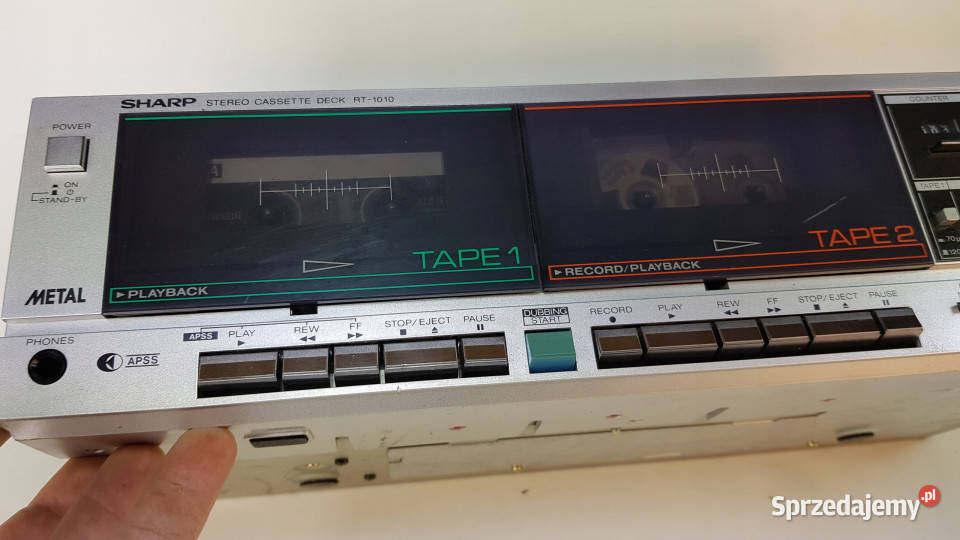 SHARP STEREO CASSETTE DECK RT-1010
POWER
ON
STAND-BY
METAL
TAPE 1
PLAYBACK
TAPE 2
RECORD/PLAYBACK
COUNTER
TAPE 1
PHONES
APSS
APSS PLAY REW FF STOP/EJECT PAUSE
DUBBING
START
RECORD PLAY REW FF STOP/EJECT PAUSE
Sprzedajemy.pl